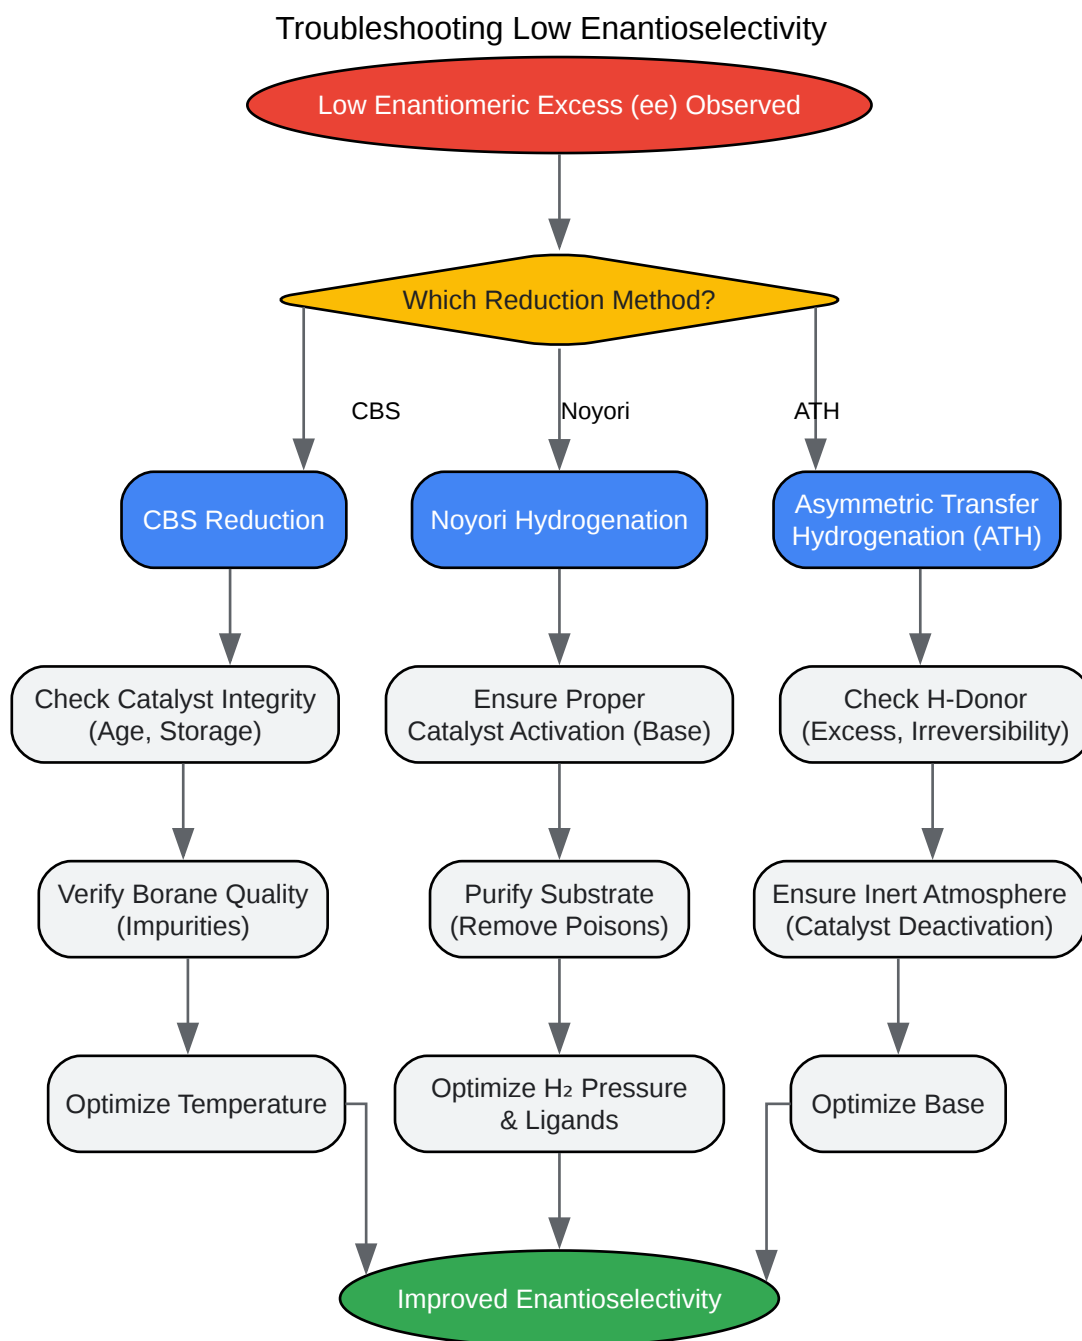 Troubleshooting Low Enantioselectivity
Low Enantiomeric Excess (ee) Observed
Which Reduction Method?
CBS
Noyori
ATH
CBS Reduction
Noyori Hydrogenation
Asymmetric Transfer
Hydrogenation (ATH)
Check Catalyst Integrity
(Age, Storage)
Ensure Proper
Catalyst Activation (Base)
Check H-Donor
(Excess, Irreversibility)
Verify Borane Quality
(Impurities)
Purify Substrate
(Remove Poisons)
Ensure Inert Atmosphere
(Catalyst Deactivation)
Optimize Temperature
Optimize H₂ Pressure
& Ligands
Optimize Base
Improved Enantioselectivity